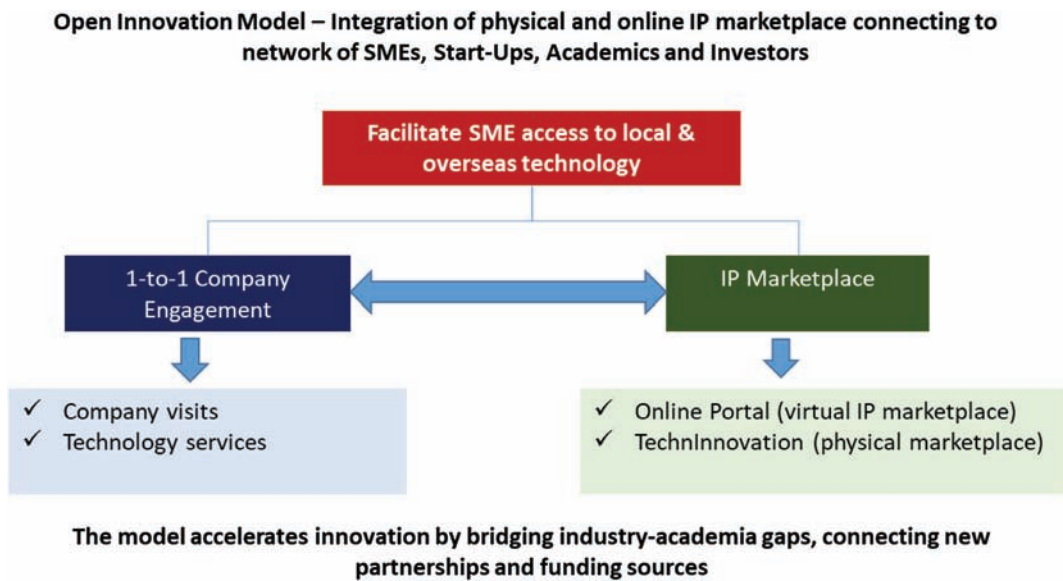 Open Innovation Model – Integration of physical and online IP marketplace connecting to
network of SMEs, Start-Ups, Academics and Investors
Facilitate SME access to local &
overseas technology
1-to-1 Company
Engagement
IP Marketplace
✓ Company visits
✓ Technology services
✓ Online Portal (virtual IP marketplace)
✓ TechnInnovation (physical marketplace)
The model accelerates innovation by bridging industry-academia gaps, connecting new
partnerships and funding sources